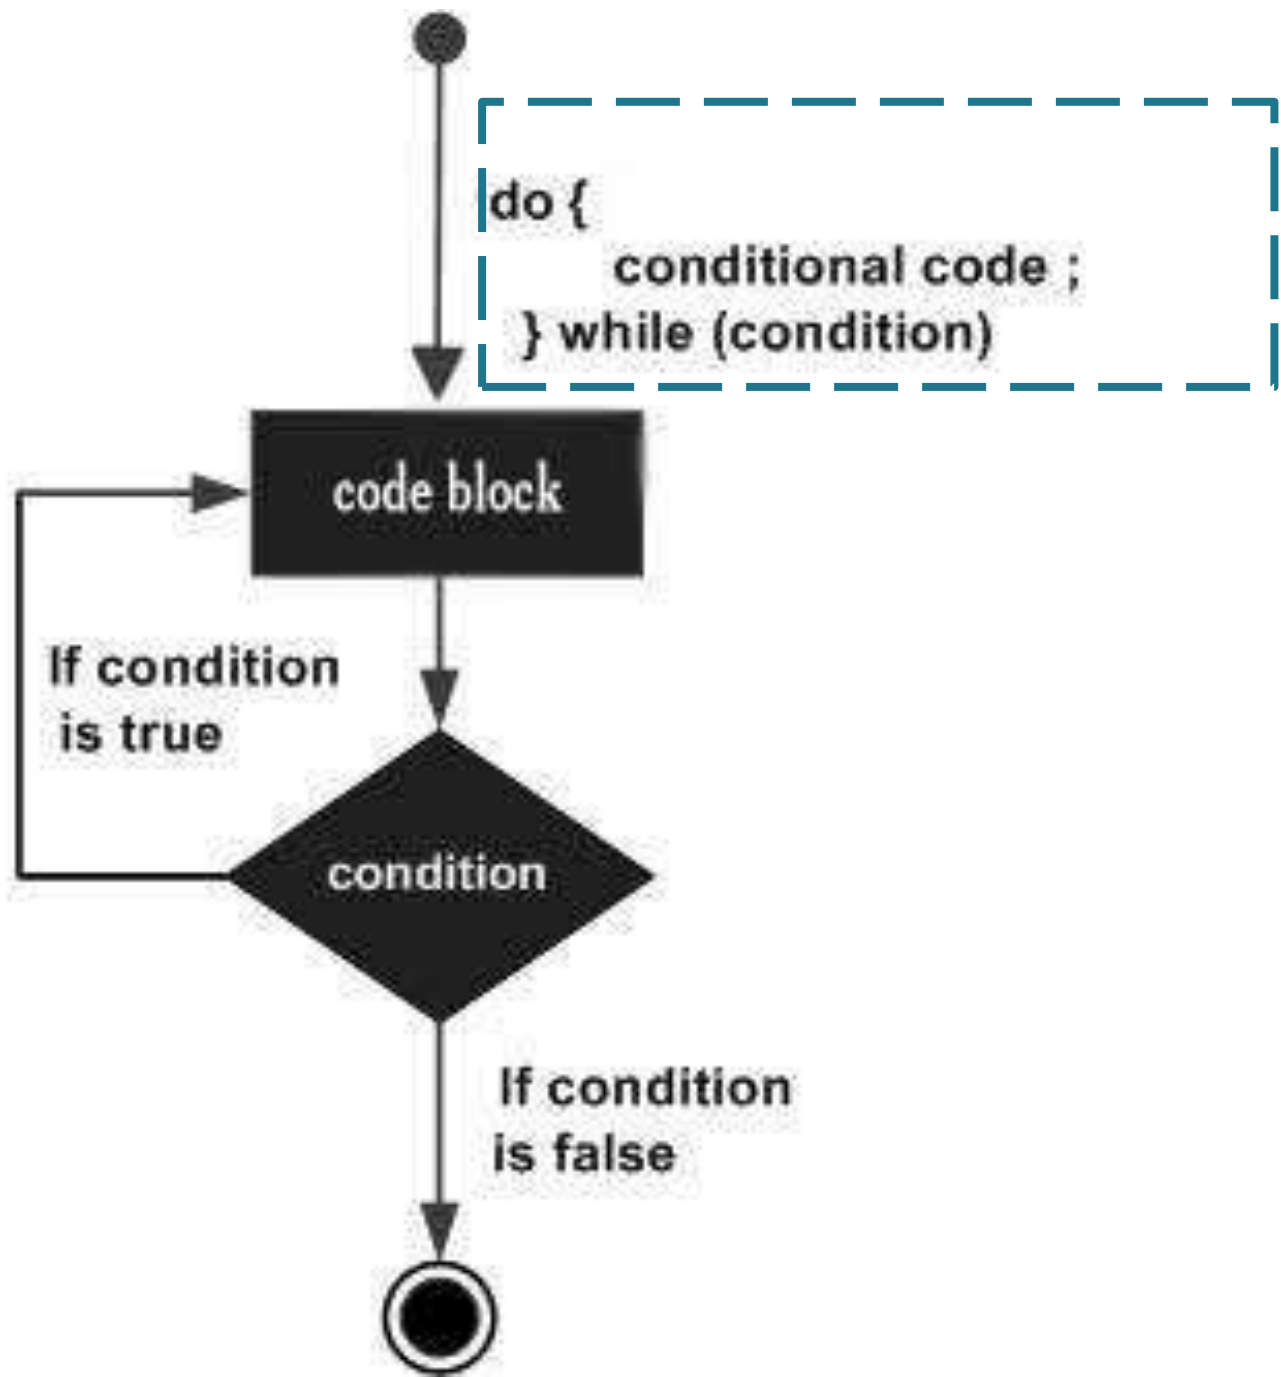 do {
conditional code ;
} while (condition)
code block
If condition
is true
condition
If condition
is false